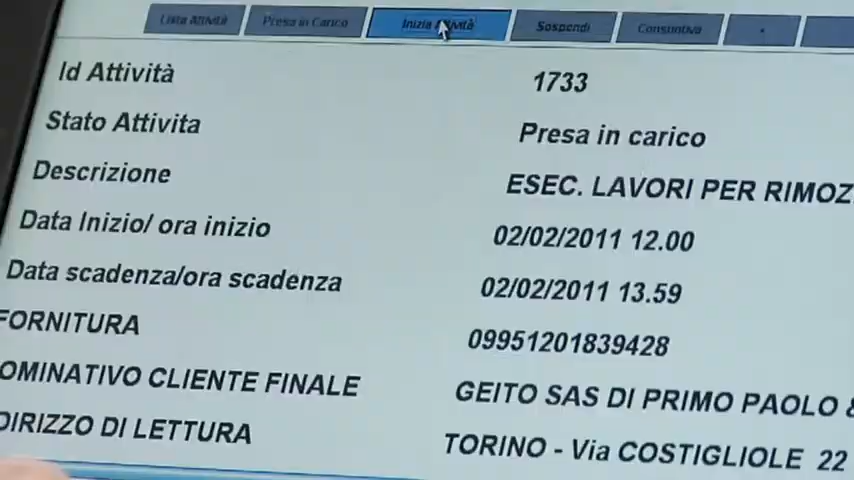 Lista Attività Presa in Carico Inizia Attività Sospendi Consuntiva
Id Attività 1733
Stato Attivita Presa in carico
Descrizione ESEC. LAVORI PER RIMOZ
Data Inizio/ ora inizio 02/02/2011 12.00
Data scadenza/ora scadenza 02/02/2011 13.59
FORNITURA 09951201839428
OMINATIVO CLIENTE FINALE GEITO SAS DI PRIMO PAOLO &
DIRIZZO DI LETTURA TORINO - Via COSTIGLIOLE 22